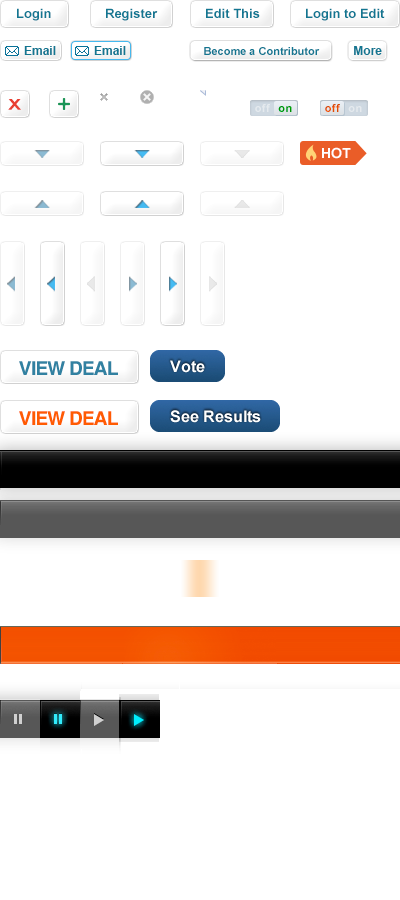 Login Register Edit This Login to Edit
Email Email Become a Contributor More
off on off on
HOT
VIEW DEAL Vote
VIEW DEAL See Results